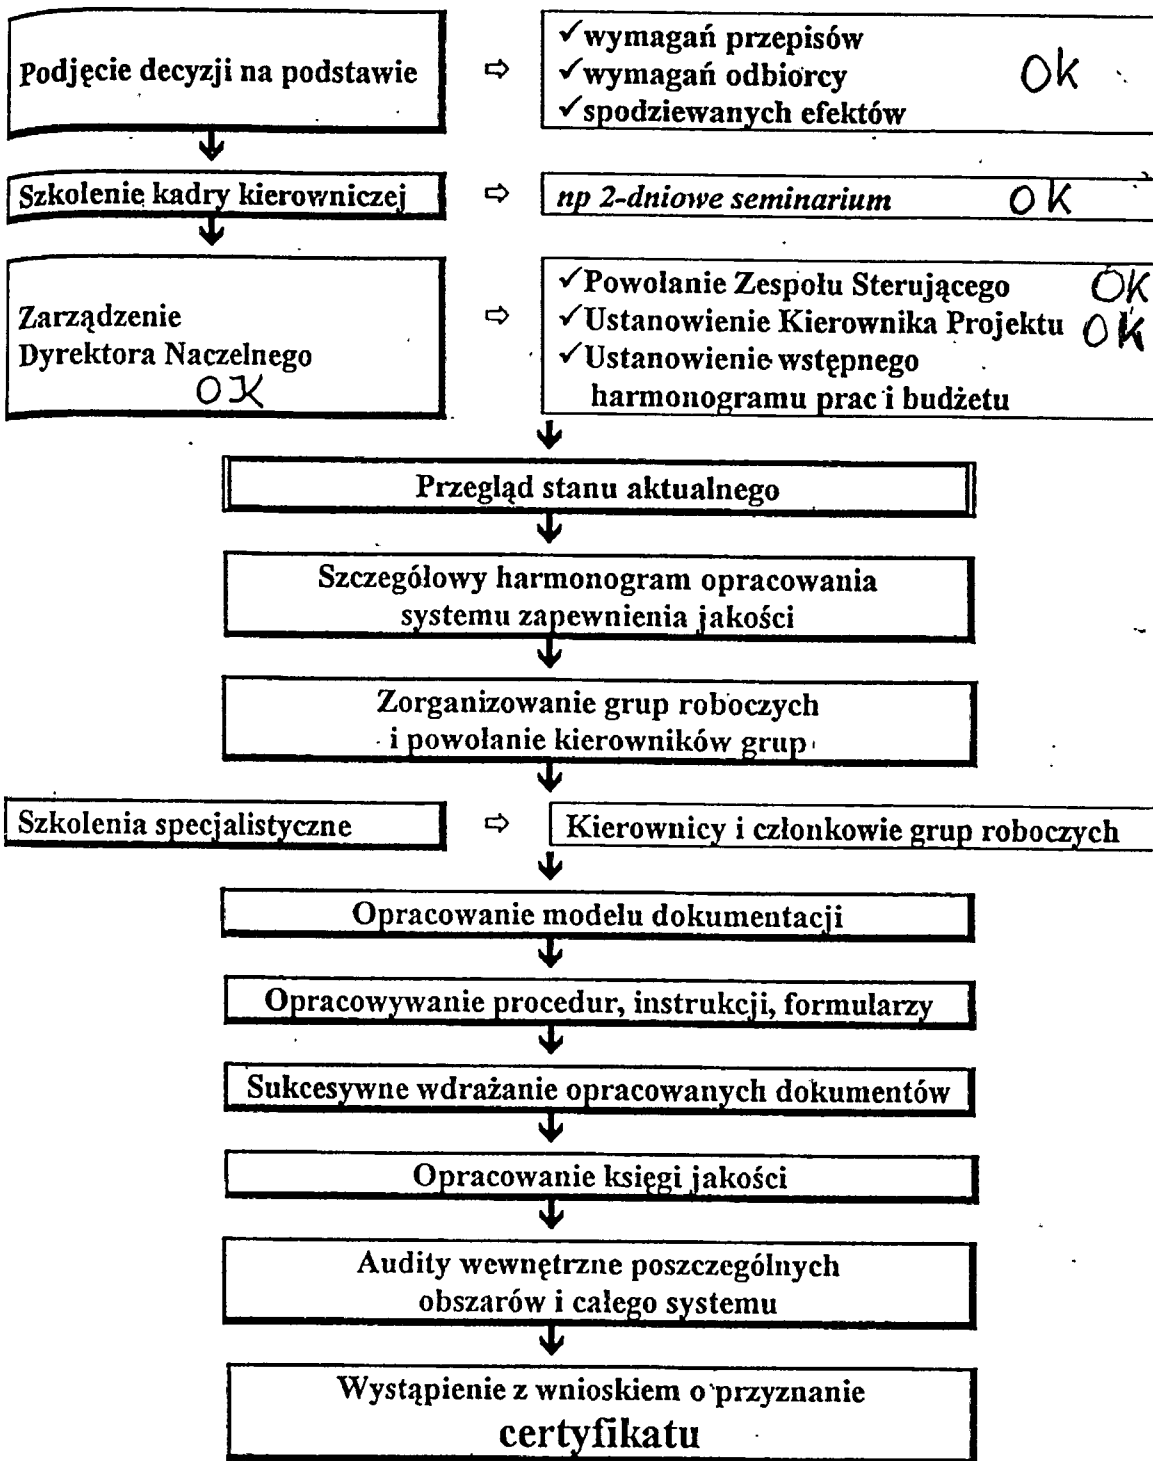 Podjęcie decyzji na podstawie ⇨
✓wymagań przepisów
✓wymagań odbiorcy OK
✓spodziewanych efektów
Szkolenie kadry kierowniczej ⇨ np 2-dniowe seminarium OK
Zarządzenie
Dyrektora Naczelnego ⇨
OK
✓Powołanie Zespołu Sterującego OK
✓Ustanowienie Kierownika Projektu OK
✓Ustanowienie wstępnego
harmonogramu prac i budżetu
Przegląd stanu aktualnego
Szczegółowy harmonogram opracowania
systemu zapewnienia jakości
Zorganizowanie grup roboczych
i powołanie kierowników grup
Szkolenia specjalistyczne ⇨ Kierownicy i członkowie grup roboczych
Opracowanie modelu dokumentacji
Opracowywanie procedur, instrukcji, formularzy
Sukcesywne wdrażanie opracowanych dokumentów
Opracowanie księgi jakości
Audity wewnętrzne poszczególnych
obszarów i całego systemu
Wystąpienie z wnioskiem o przyznanie
certyfikatu